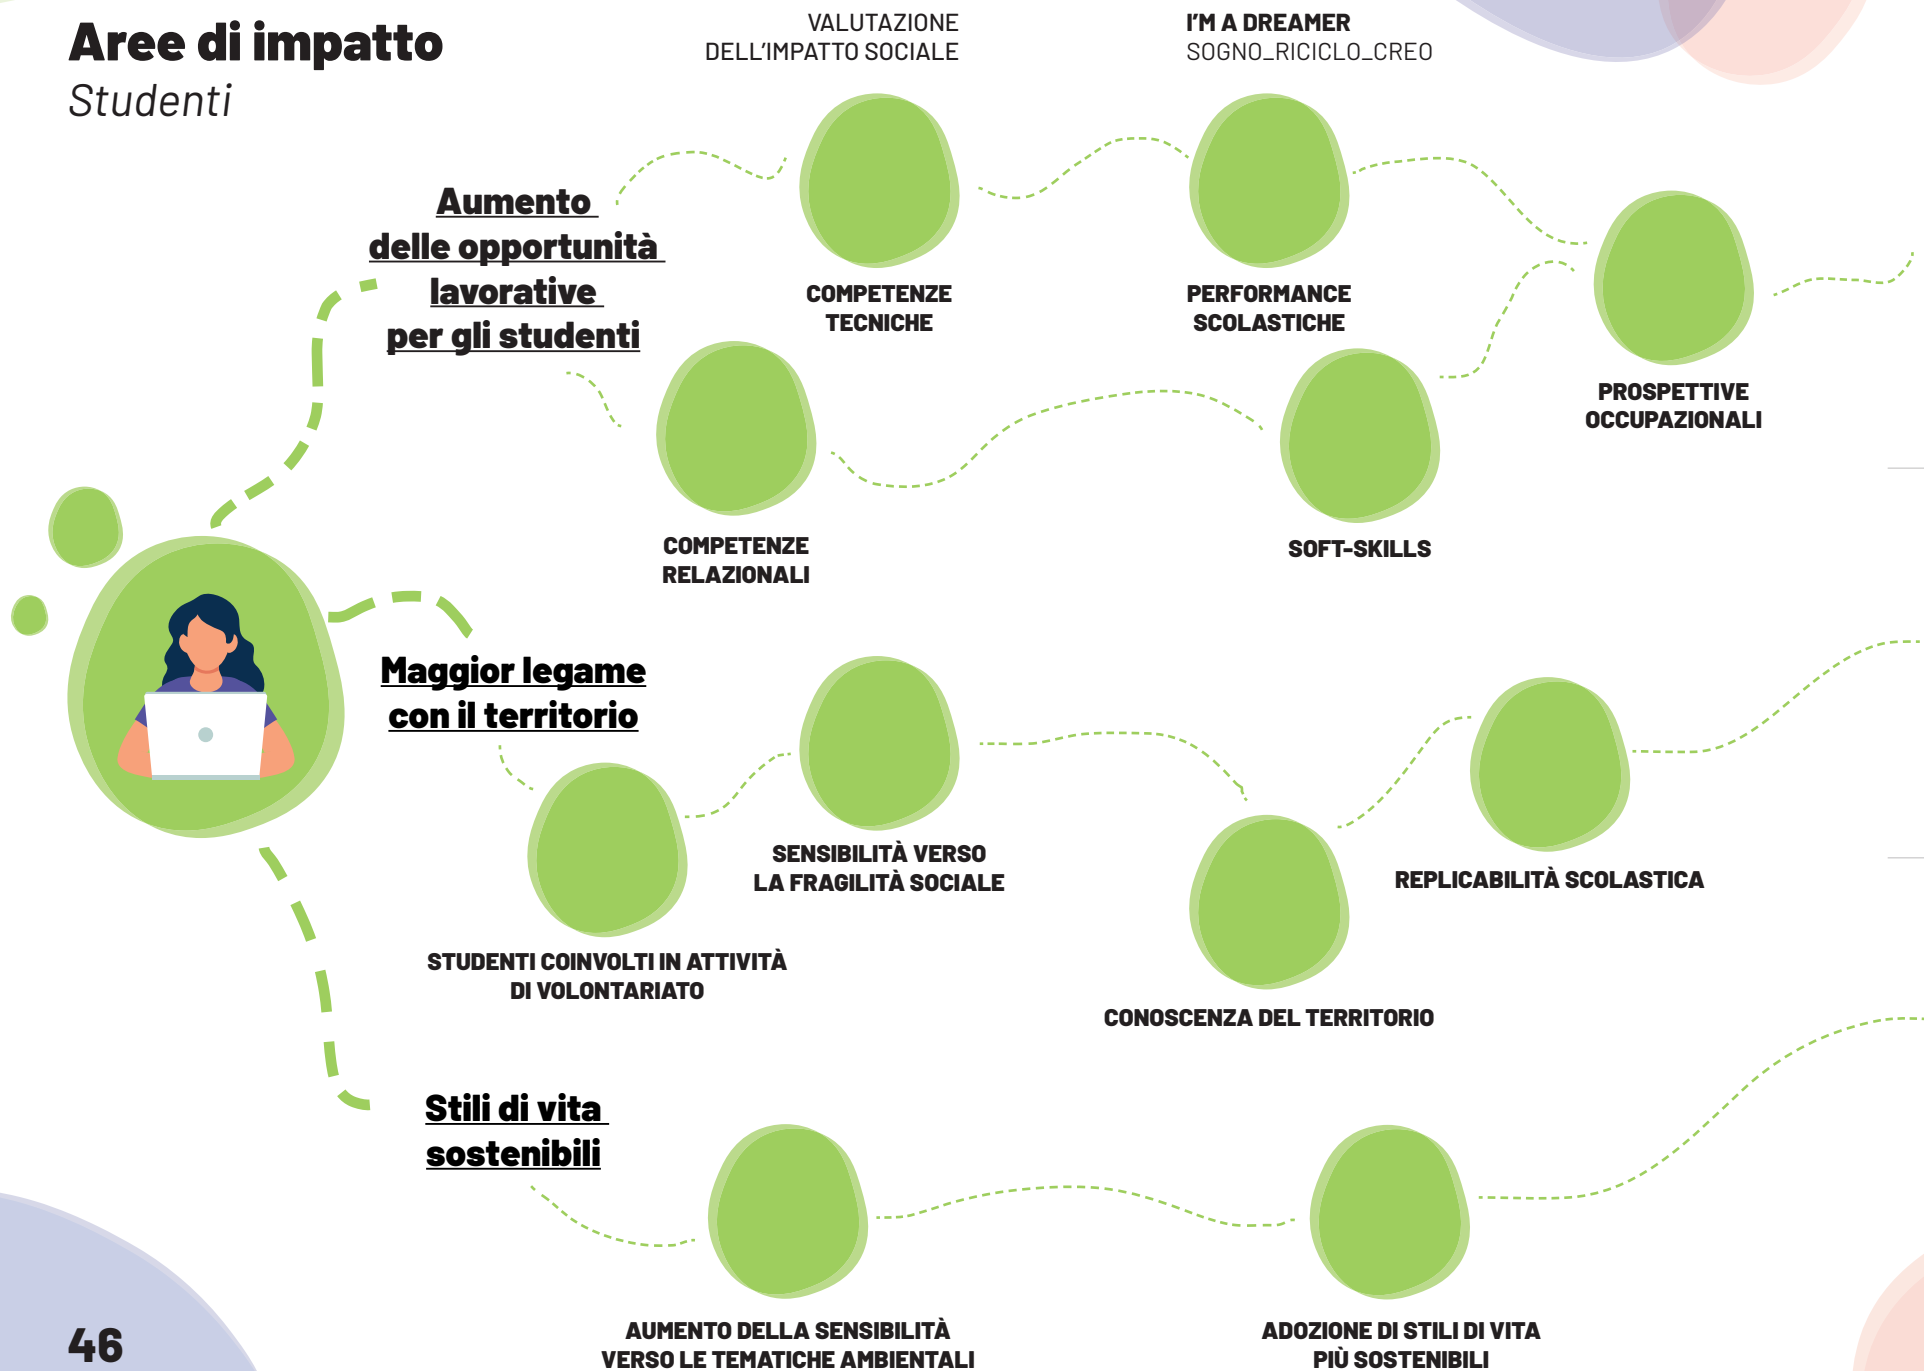 Aree di impatto
Studenti
VALUTAZIONE
DELL'IMPATTO SOCIALE
I'M A DREAMER
SOGNO_RICICLO_CREO
Aumento
delle opportunità
lavorative
per gli studenti
COMPETENZE
TECNICHE
PERFORMANCE
SCOLASTICHE
PROSPETTIVE
OCCUPAZIONALI
COMPETENZE
RELAZIONALI
SOFT-SKILLS
Maggior legame
con il territorio
SENSIBILITÀ VERSO
LA FRAGILITÀ SOCIALE
REPLICABILITÀ SCOLASTICA
STUDENTI COINVOLTI IN ATTIVITÀ
DI VOLONTARIATO
CONOSCENZA DEL TERRITORIO
Stili di vita
sostenibili
AUMENTO DELLA SENSIBILITÀ
VERSO LE TEMATICHE AMBIENTALI
ADOZIONE DI STILI DI VITA
PIÙ SOSTENIBILI
46